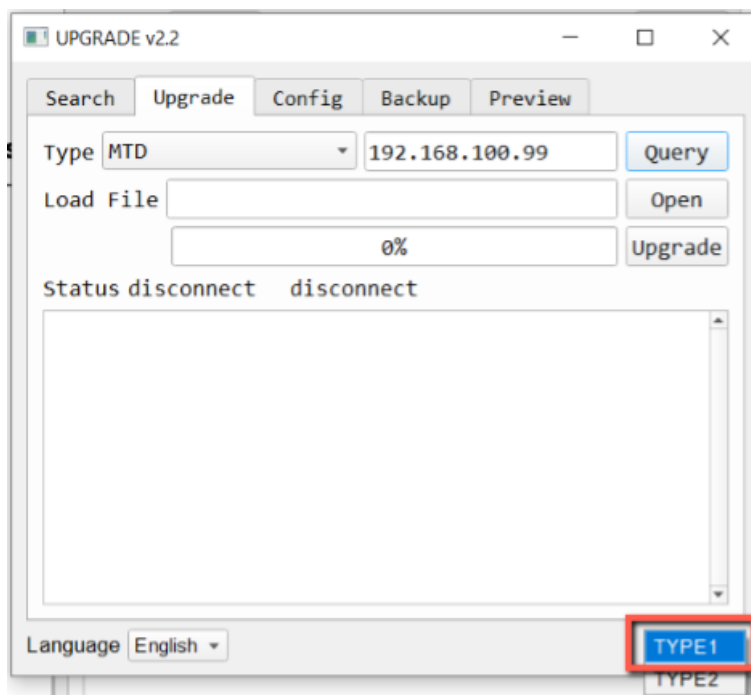 UPGRADE v2.2
Search Upgrade Config Backup Preview
Type MTD 192.168.100.99 Query
Load File Open
0% Upgrade
Status disconnect disconnect
Language English TYPE1
TYPE2